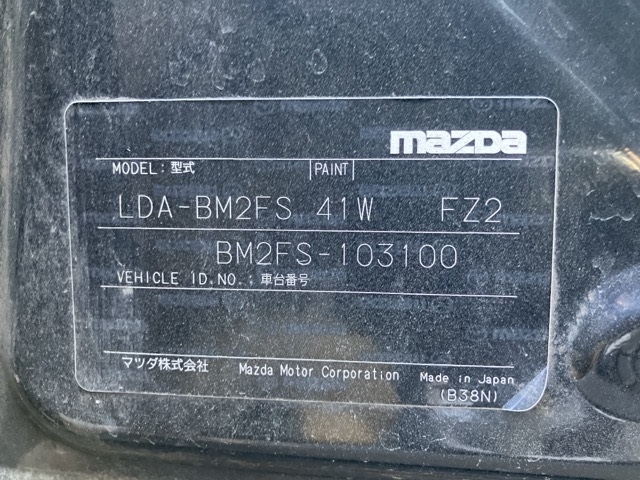 mazda
MODEL: 型式 PAINT
LDA-BM2FS 41W FZ2
BM2FS-103100
VEHICLE ID.NO.: 車台番号
マツダ株式会社 Mazda Motor Corporation Made in Japan
(B38N)